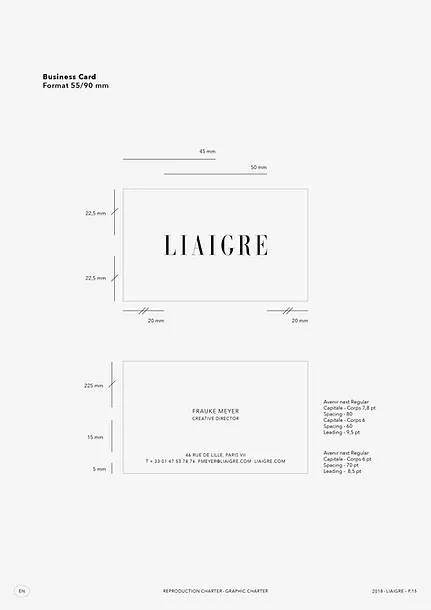 Business Card
Format 55/90 mm
45 mm
50 mm
22,5 mm
LIAIGRE
22,5 mm
20 mm
20 mm
225 mm
FRAUKE MEYER
CREATIVE DIRECTOR
Avenir next Regular
Capitale - Corps 7,8 pt
Spacing - 80
Capitale - Corps 6
Spacing - 60
Leading - 9,5 pt
15 mm
46 RUE DE LILLE, PARIS VII
T + 33 01 47 53 78 76 FMEYER@LIAIGRE.COM LIAIGRE.COM
5 mm
Avenir next Regular
Capitale - Corps 6 pt
Spacing - 70 pt
Leading - 8,5 pt
EN
REPRODUCTION CHARTER - GRAPHIC CHARTER
2018 - LIAIGRE - P.15